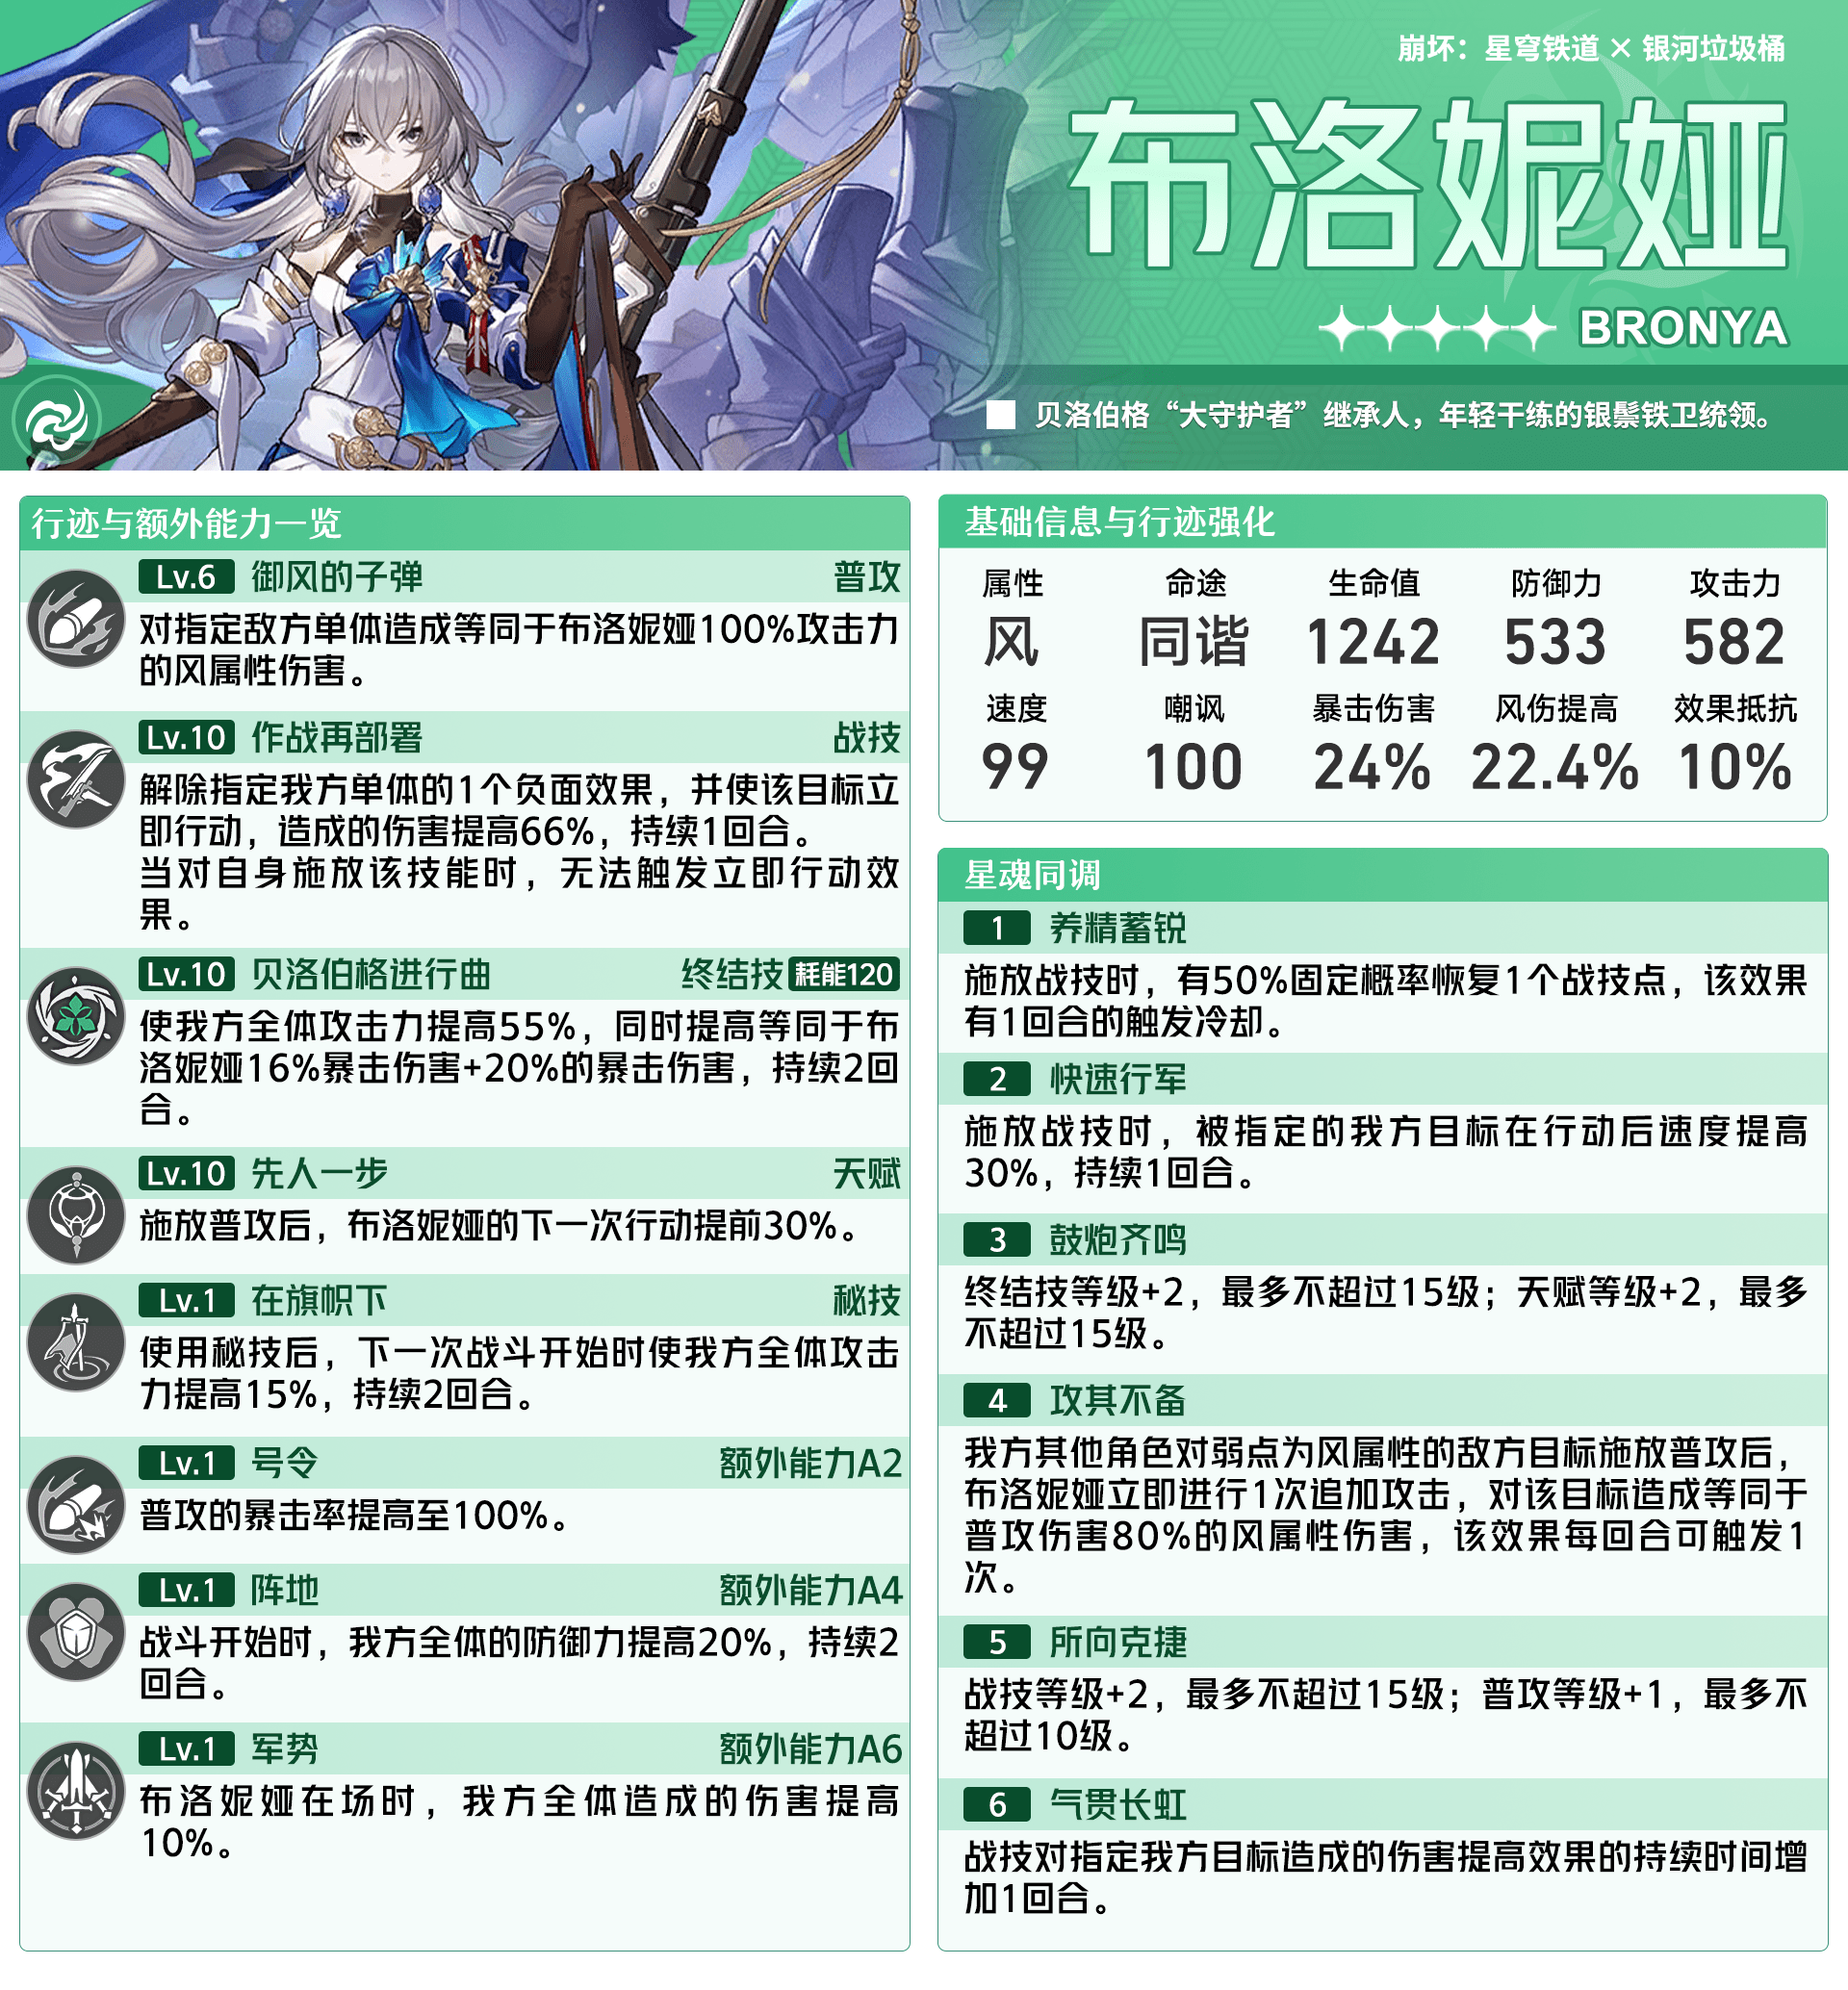 崩坏：星穹铁道 × 银河垃圾桶
布洛妮娅
BRONYA
贝洛伯格“大守护者”继承人，年轻干练的银鬃铁卫统领。
行迹与额外能力一览
Lv.6 御风的子弹 普攻
对指定敌方单体造成等同于布洛妮娅100%攻击力
的风属性伤害。
Lv.10 作战再部署 战技
解除指定我方单体的1个负面效果，并使该目标立
即行动，造成的伤害提高66%，持续1回合。
当对自身施放该技能时，无法触发立即行动效
果。
Lv.10 贝洛伯格进行曲 终结技 耗能120
使我方全体攻击力提高55%，同时提高等同于布
洛妮娅16%暴击伤害+20%的暴击伤害，持续2回
合。
Lv.10 先人一步 天赋
施放普攻后，布洛妮娅的下一次行动提前30%。
Lv.1 在旗帜下 秘技
使用秘技后，下一次战斗开始时使我方全体攻击
力提高15%，持续2回合。
Lv.1 号令 额外能力A2
普攻的暴击率提高至100%。
Lv.1 阵地 额外能力A4
战斗开始时，我方全体的防御力提高20%，持续2
回合。
Lv.1 军势 额外能力A6
布洛妮娅在场时，我方全体造成的伤害提高
10%。
基础信息与行迹强化
属性 命途 生命值 防御力 攻击力
风 同谐 1242 533 582
速度 嘲讽 暴击伤害 风伤提高 效果抵抗
99 100 24% 22.4% 10%
星魂同调
1 养精蓄锐
施放战技时，有50%固定概率恢复1个战技点，该效果
有1回合的触发冷却。
2 快速行军
施放战技时，被指定的我方目标在行动后速度提高
30%，持续1回合。
3 鼓炮齐鸣
终结技等级+2，最多不超过15级；天赋等级+2，最多
不超过15级。
4 攻其不备
我方其他角色对弱点为风属性的敌方目标施放普攻后，
布洛妮娅立即进行1次追加攻击，对该目标造成等同于
普攻伤害80%的风属性伤害，该效果每回合可触发1
次。
5 所向克捷
战技等级+2，最多不超过15级；普攻等级+1，最多不
超过10级。
6 气贯长虹
战技对指定我方目标造成的伤害提高效果的持续时间增
加1回合。